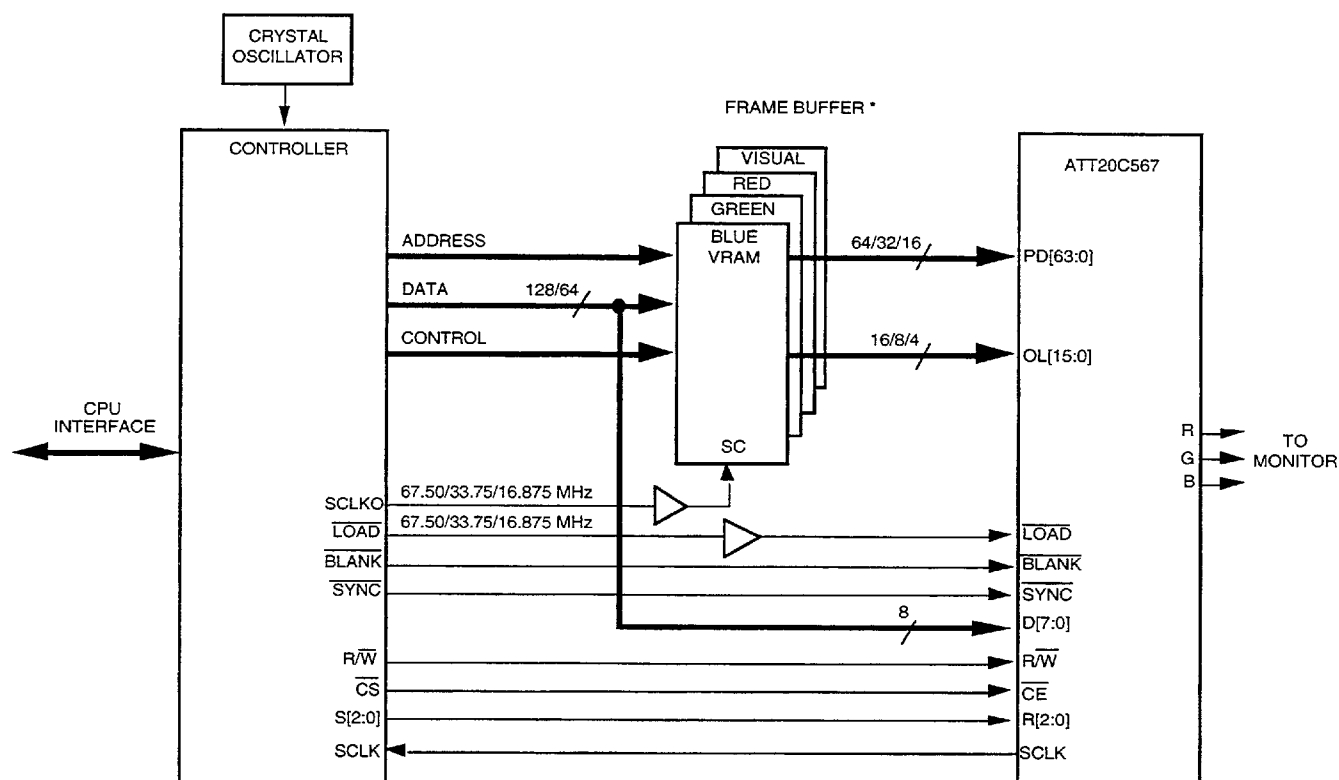 CRYSTAL
OSCILLATOR
FRAME BUFFER *
CONTROLLER
VISUAL
RED
GREEN
BLUE
VRAM
SC
ATT20C567
ADDRESS
DATA
128/64
CONTROL
64/32/16
PD[63:0]
16/8/4
OL[15:0]
CPU
INTERFACE
R
G
B
TO
MONITOR
SCLKO
67.50/33.75/16.875 MHz
LOAD
67.50/33.75/16.875 MHz
LOAD
BLANK
BLANK
SYNC
SYNC
8
D[7:0]
R/W
R/W
CS
CE
S[2:0]
R[2:0]
SCLK
SCLK